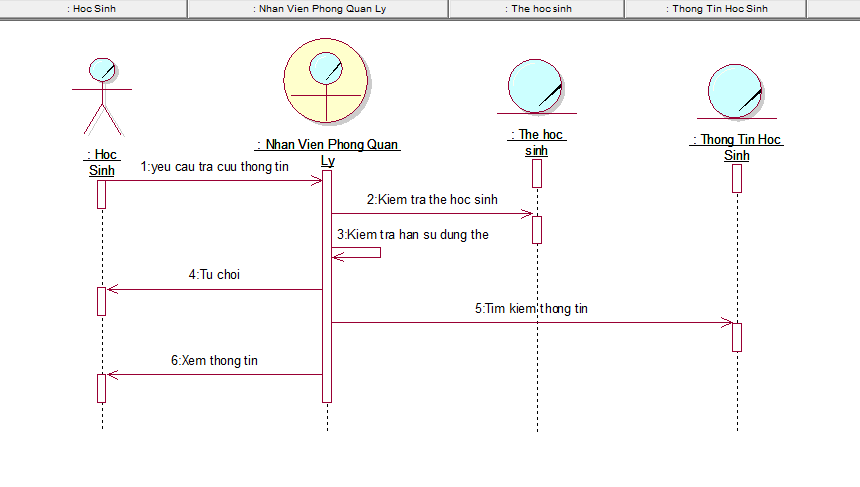 : Hoc Sinh
: Nhan Vien Phong Quan Ly
: The hoc sinh
: Thong Tin Hoc Sinh
: Hoc
Sinh
: Nhan Vien Phong Quan
Ly
: The hoc
sinh
: Thong Tin Hoc
Sinh
1:yeu cau tra cuu thong tin
2:Kiem tra the hoc sinh
3:Kiem tra han su dung the
4:Tu choi
5:Tim kiem thong tin
6:Xem thong tin